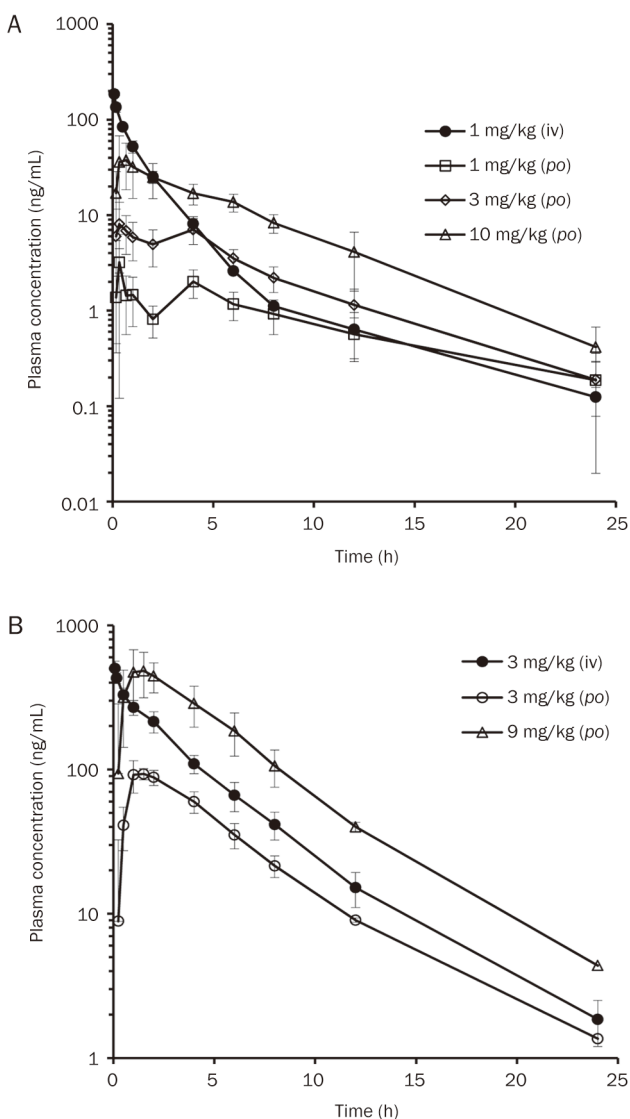 A
1000
100
10
1
0.1
0.01
Plasma concentration (ng/mL)
0 5 10 15 20 25
Time (h)
1 mg/kg (iv)
1 mg/kg (po)
3 mg/kg (po)
10 mg/kg (po)
B
1000
100
10
1
Plasma concentration (ng/mL)
0 5 10 15 20 25
Time (h)
3 mg/kg (iv)
3 mg/kg (po)
9 mg/kg (po)